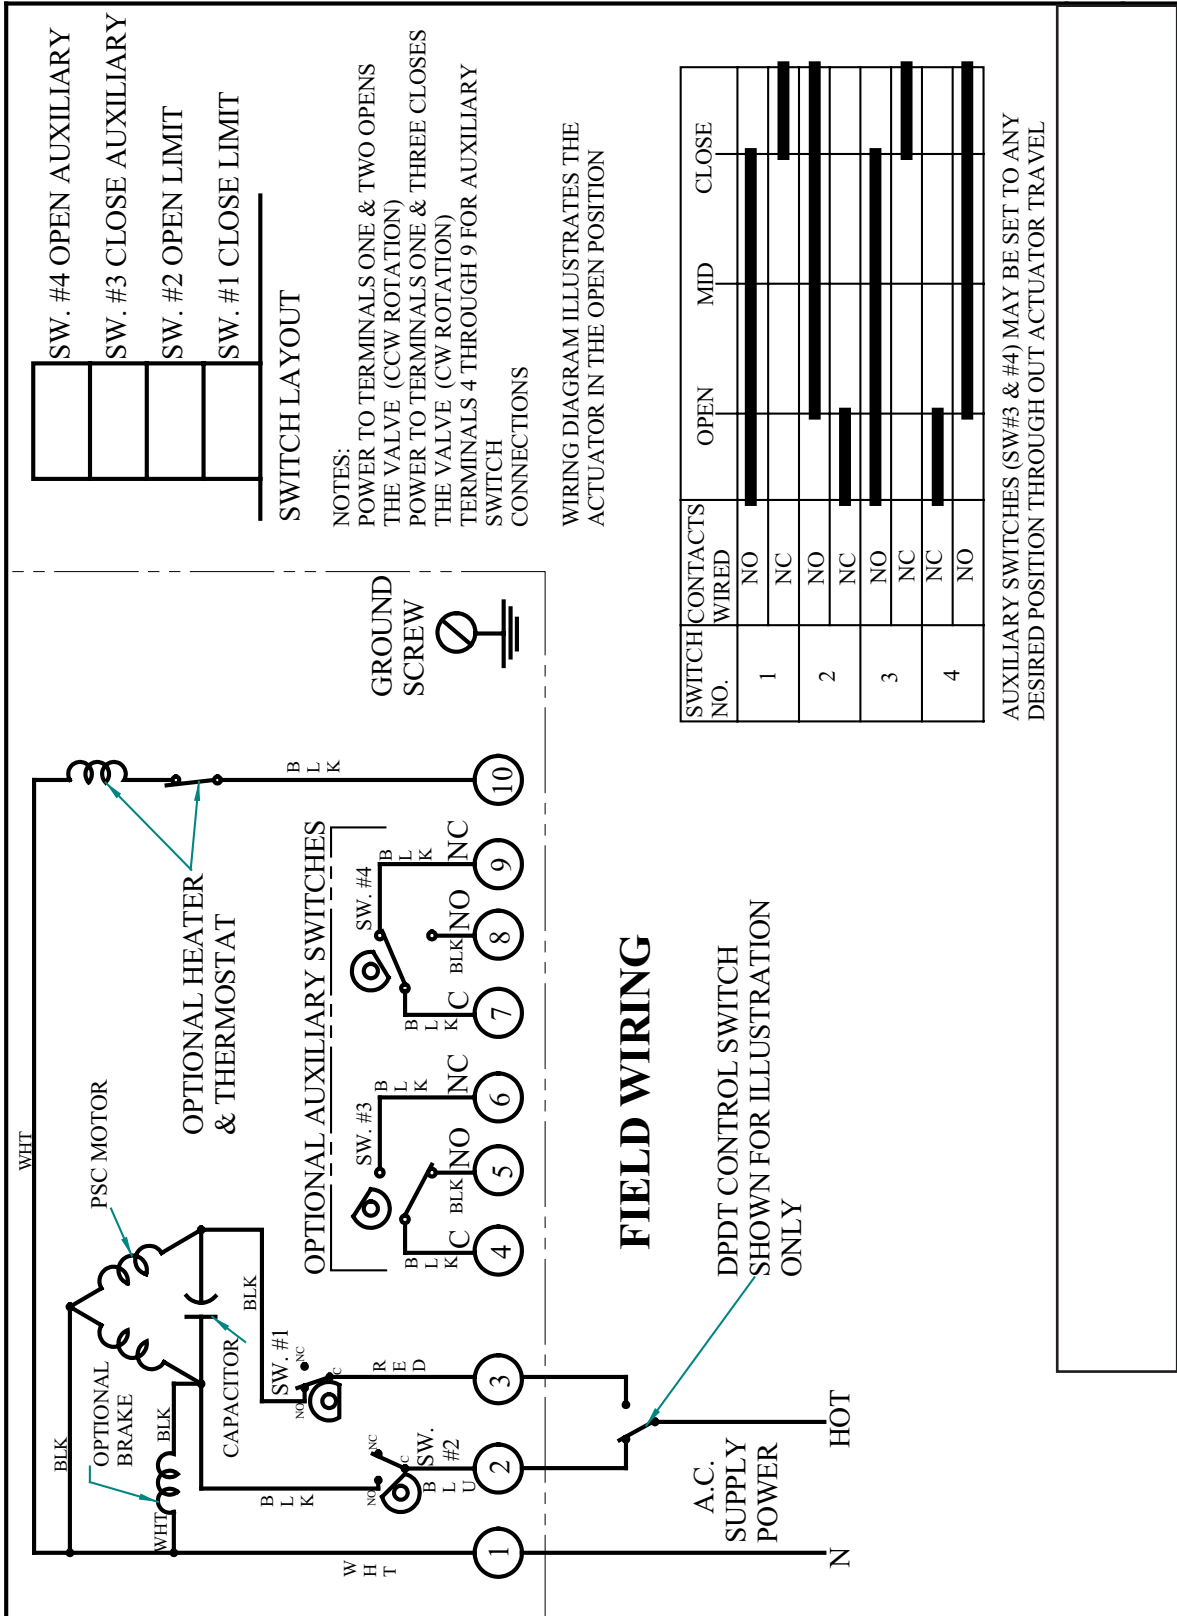 WHT
PSC MOTOR
BLK
OPTIONAL
BRAKE
BLK
WHT
CAPACITOR
BLK
BLK
OPTIONAL HEATER
& THERMOSTAT
BLK
SW. #1
NO
NC
C
RED
SW.
#2
NO
NC
C
BLU
WHT
OPTIONAL AUXILIARY SWITCHES
SW. #3
BLK
C
BLK
NO
BLK
NC
SW. #4
BLK
C
BLK
NO
BLK
NC
1
2
3
4
5
6
7
8
9
10
GROUND
SCREW
FIELD WIRING
A.C.
SUPPLY
POWER
N
HOT
DPDT CONTROL SWITCH
SHOWN FOR ILLUSTRATION
ONLY
SW. #4 OPEN AUXILIARY
SW. #3 CLOSE AUXILIARY
SW. #2 OPEN LIMIT
SW. #1 CLOSE LIMIT
SWITCH LAYOUT
NOTES:
POWER TO TERMINALS ONE & TWO OPENS
THE VALVE (CCW ROTATION)
POWER TO TERMINALS ONE & THREE CLOSES
THE VALVE (CW ROTATION)
TERMINALS 4 THROUGH 9 FOR AUXILIARY
SWITCH
CONNECTIONS
WIRING DIAGRAM ILLUSTRATES THE
ACTUATOR IN THE OPEN POSITION
SWITCH CONTACTS OPEN MID CLOSE
NO. WIRED
1 NO
NC
2 NO
NC
3 NO
NC
4 NC
NO
AUXILIARY SWITCHES (SW#3 & #4) MAY BE SET TO ANY
DESIRED POSITION THROUGH OUT ACTUATOR TRAVEL